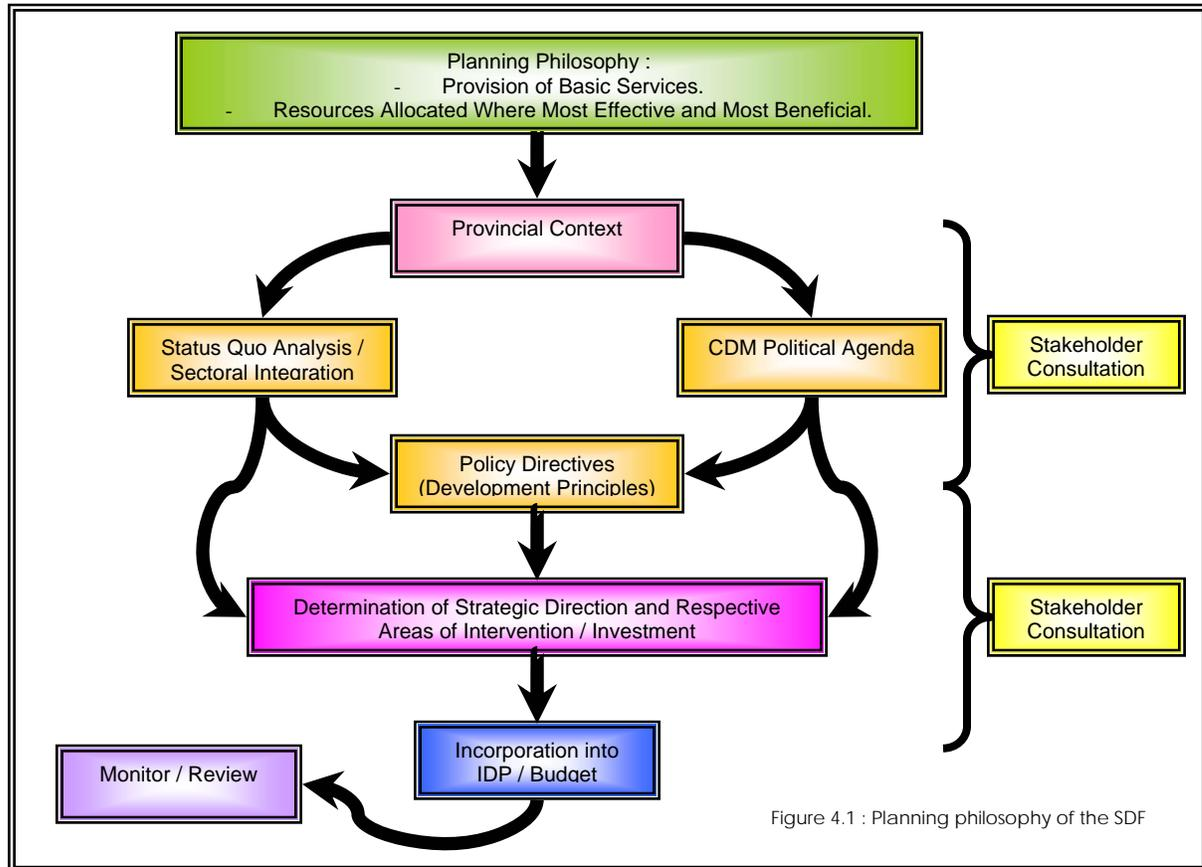 Planning Philosophy :
- Provision of Basic Services.
- Resources Allocated Where Most Effective and Most Beneficial.
Provincial Context
Status Quo Analysis /
Sectoral Integration
CDM Political Agenda
Stakeholder
Consultation
Policy Directives
(Development Principles)
Determination of Strategic Direction and Respective
Areas of Intervention / Investment
Stakeholder
Consultation
Incorporation into
IDP / Budget
Monitor / Review
Figure 4.1 : Planning philosophy of the SDF